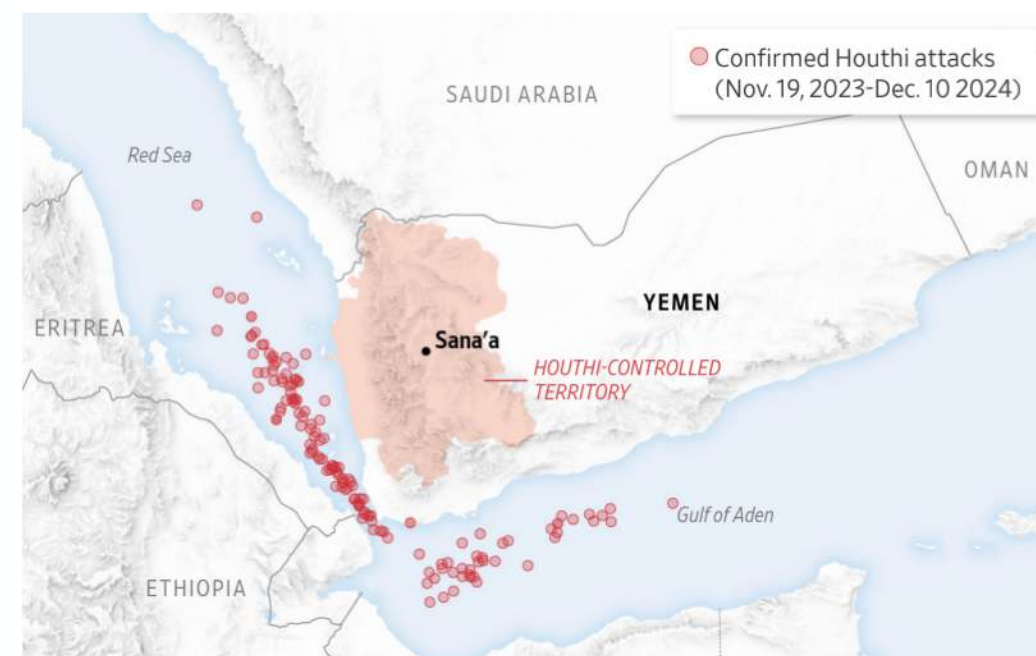 Confirmed Houthi attacks
(Nov. 19, 2023-Dec. 10 2024)
SAUDI ARABIA
Red Sea
OMAN
YEMEN
ERITREA
Sana’a
HOUTHI-CONTROLLED
TERRITORY
Gulf of Aden
ETHIOPIA